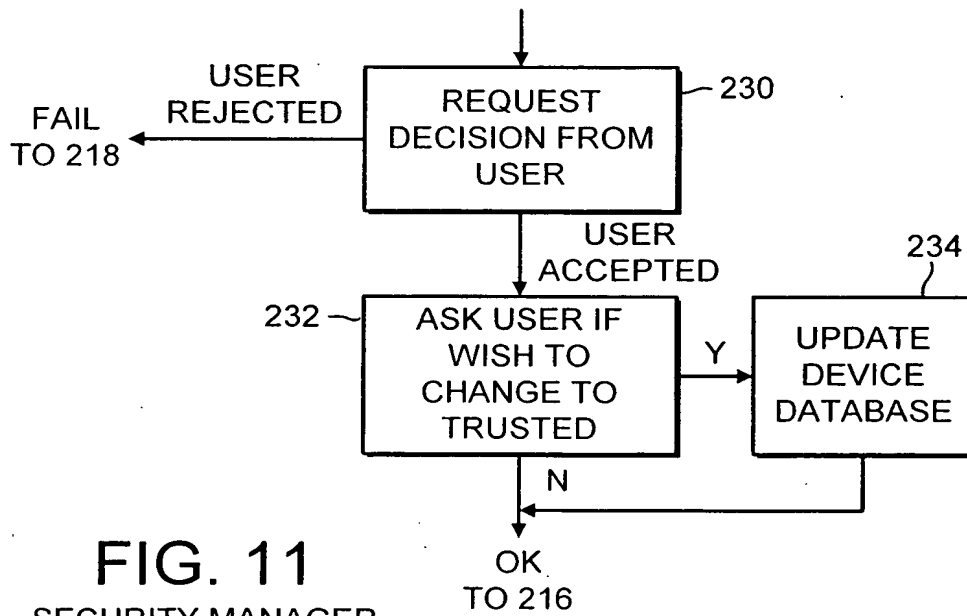 REQUEST
DECISION FROM
USER
230
USER
REJECTED
FAIL
TO 218
USER
ACCEPTED
232
ASK USER IF
WISH TO
CHANGE TO
TRUSTED
Y
234
UPDATE
DEVICE
DATABASE
N
OK
TO 216
FIG. 11
SECURITY MANAGER